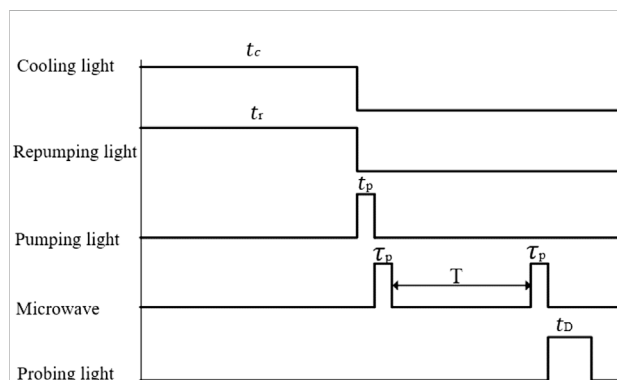 Cooling light
t_c
Repumping light
t_r
Pumping light
t_p
Microwave
τ_p
T
τ_p
Probing light
t_D